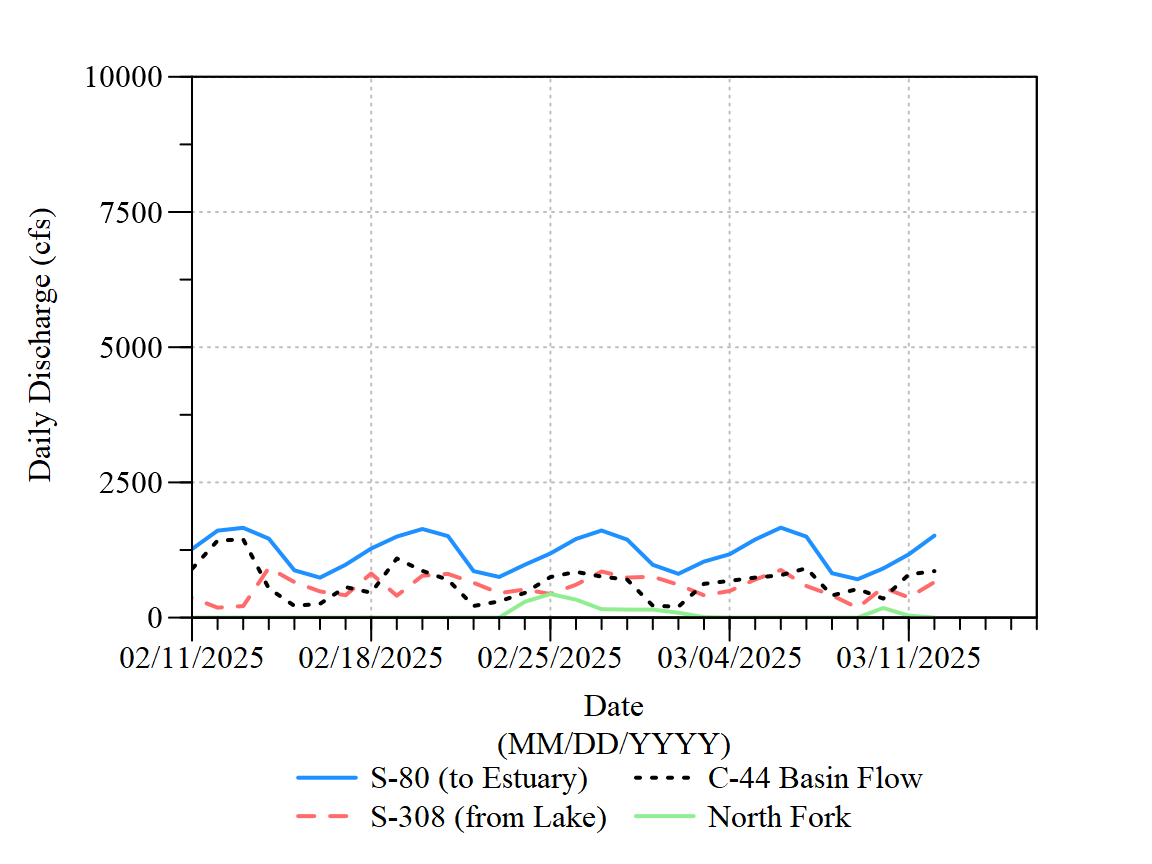 10000
7500
5000
2500
0
Daily Discharge (cfs)
02/11/2025 02/18/2025 02/25/2025 03/04/2025 03/11/2025
Date
(MM/DD/YYYY)
S-80 (to Estuary) C-44 Basin Flow
S-308 (from Lake) North Fork